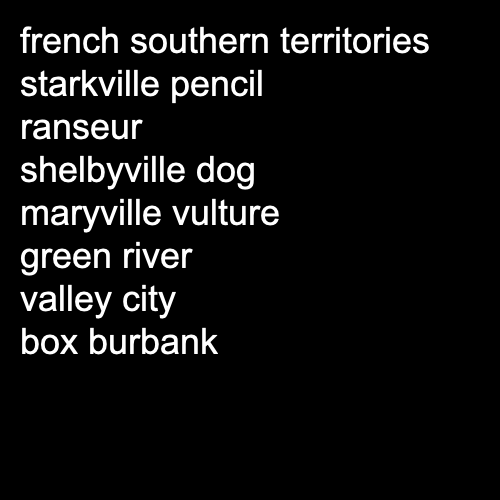 french southern territories
starkville pencil
ranseur
shelbyville dog
maryville vulture
green river
valley city
box burbank